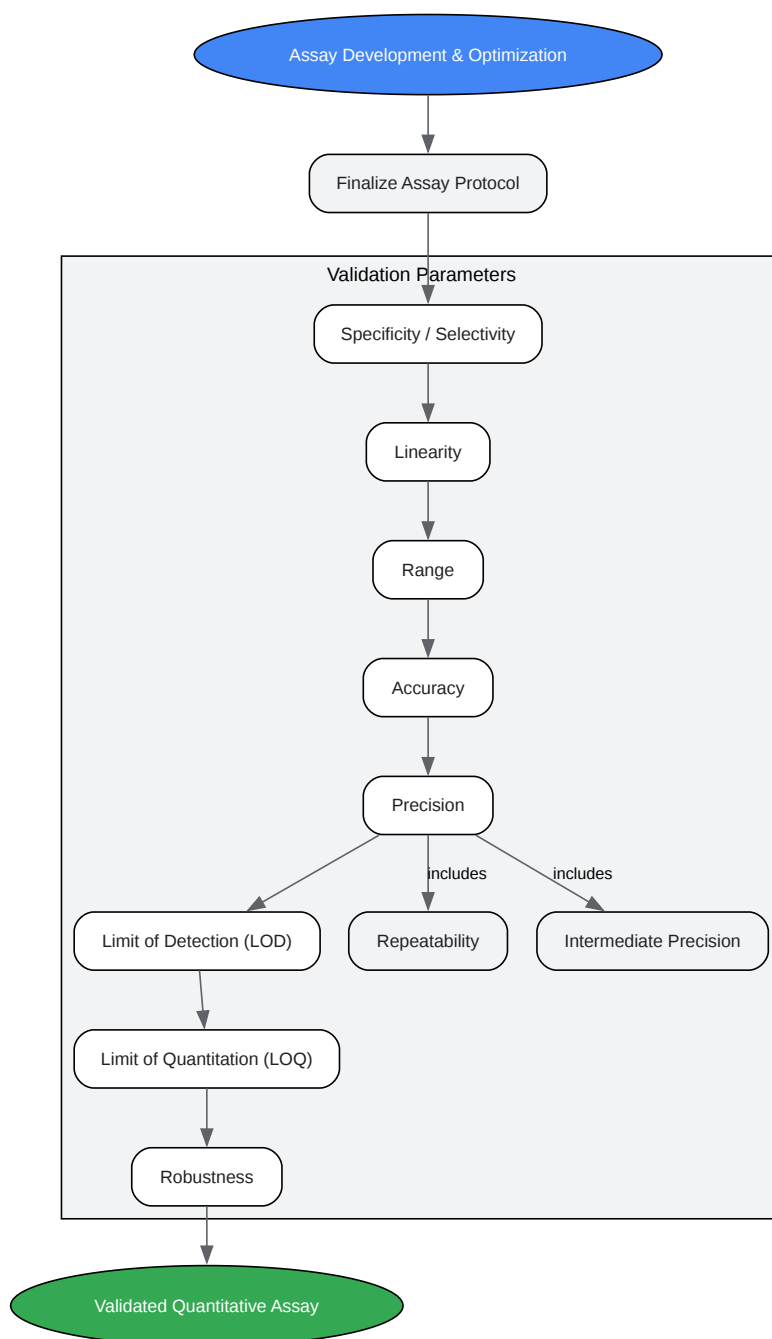 Assay Development & Optimization
Finalize Assay Protocol
Validation Parameters
Specificity / Selectivity
Linearity
Range
Accuracy
Precision
includes
includes
Limit of Detection (LOD)
Repeatability
Intermediate Precision
Limit of Quantitation (LOQ)
Robustness
Validated Quantitative Assay